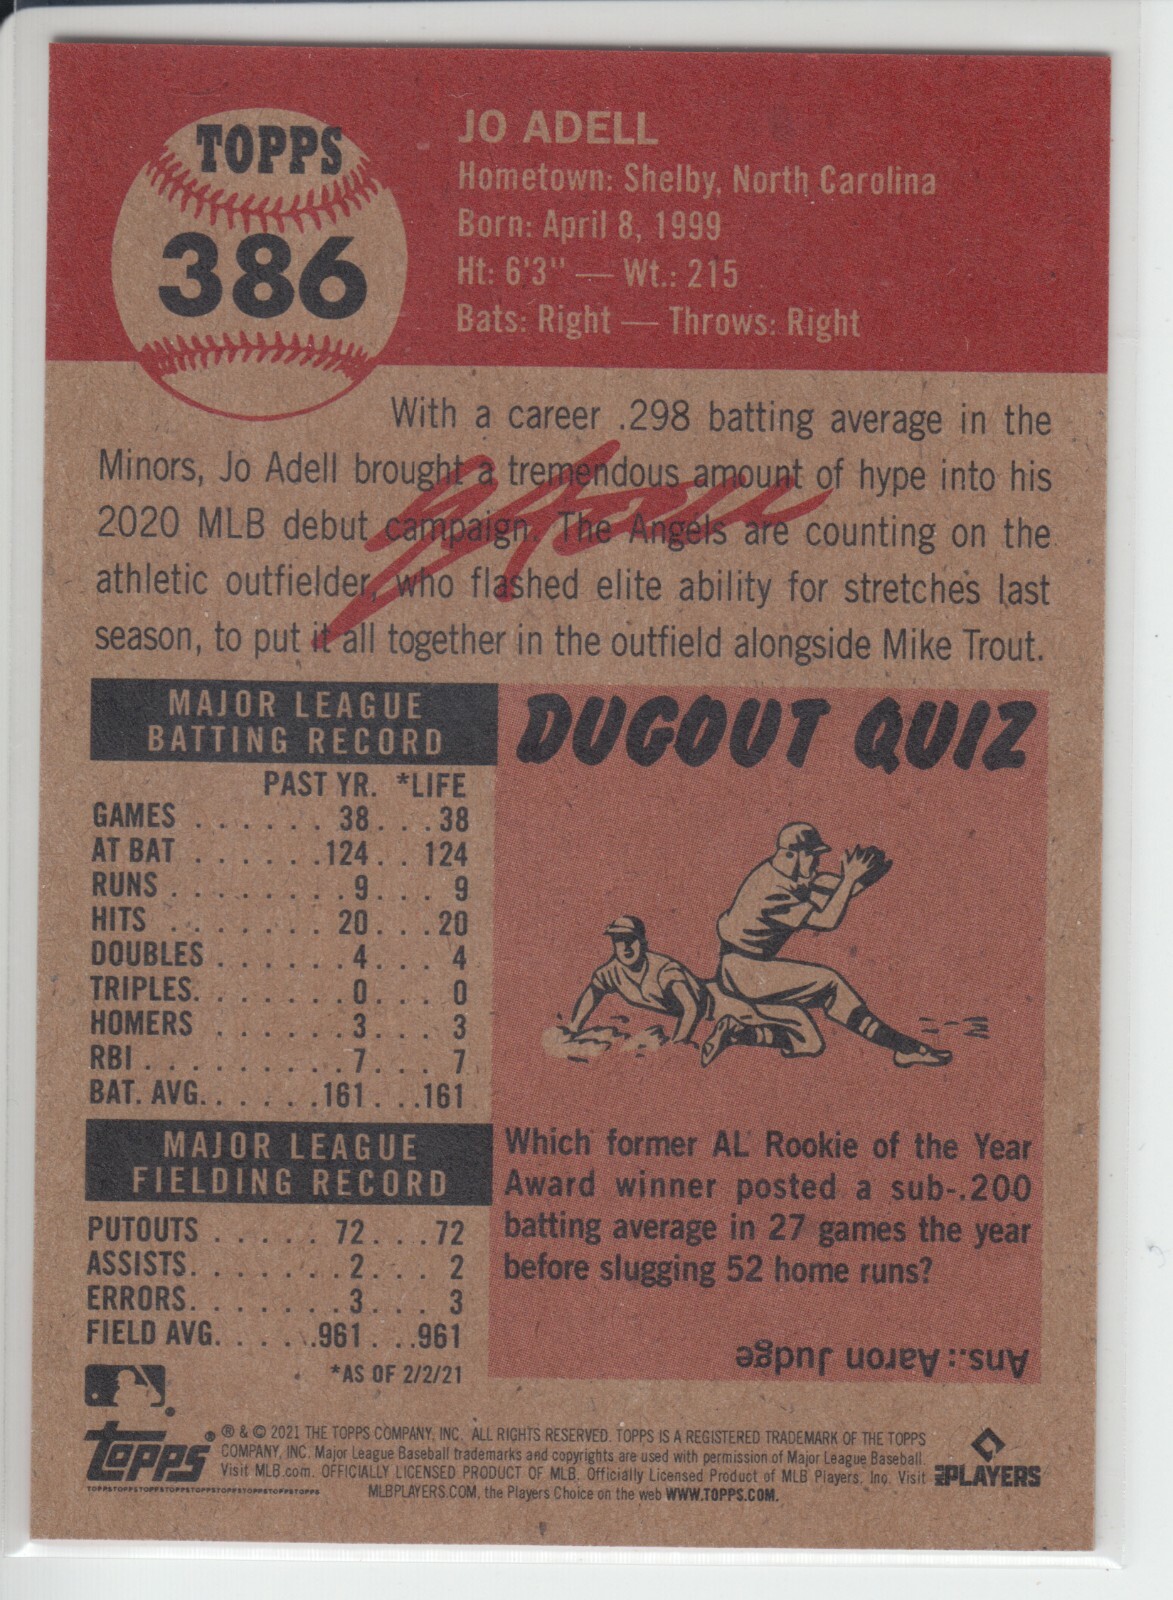 TOPPS
386
JO ADELL
Hometown: Shelby, North Carolina
Born: April 8, 1999
Ht: 6'3" — Wt.: 215
Bats: Right — Throws: Right
With a career .298 batting average in the
Minors, Jo Adell brought a tremendous amount of hype into his
2020 MLB debut campaign. The Angels are counting on the
athletic outfielder, who flashed elite ability for stretches last
season, to put it all together in the outfield alongside Mike Trout.
MAJOR LEAGUE
BATTING RECORD
PAST YR. *LIFE
GAMES . . . . . . 38. . .38
AT BAT . . . . . .124. . 124
RUNS . . . . . . . . 9. . . 9
HITS . . . . . . . 20. . .20
DOUBLES . . . . . .4. . . 4
TRIPLES. . . . . . .0. . . 0
HOMERS . . . . . . 3. . . 3
RBI . . . . . . . . . 7. . . 7
BAT. AVG. . . . . .161. . .161
MAJOR LEAGUE
FIELDING RECORD
PUTOUTS . . . . . 72. . .72
ASSISTS. . . . . . . 2. . . 2
ERRORS. . . . . . . 3. . . 3
FIELD AVG. . . . .961 . . .961
*AS OF 2/2/21
DUGOUT QUIZ
Which former AL Rookie of the Year
Award winner posted a sub-.200
batting average in 27 games the year
before slugging 52 home runs?
Ans.: Aaron Judge
topps®
TOPPSTOPPSTOPPSTOPPSTOPPSTOPPSTOPPSTOPPS
® & © 2021 THE TOPPS COMPANY, INC. ALL RIGHTS RESERVED. TOPPS IS A REGISTERED TRADEMARK OF THE TOPPS
COMPANY, INC. Major League Baseball trademarks and copyrights are used with permission of Major League Baseball.
Visit MLB.com. OFFICIALLY LICENSED PRODUCT OF MLB. Officially Licensed Product of MLB Players, Inc. Visit
MLBPLAYERS.COM, the Players Choice on the web WWW.TOPPS.COM.
MLB PLAYERS